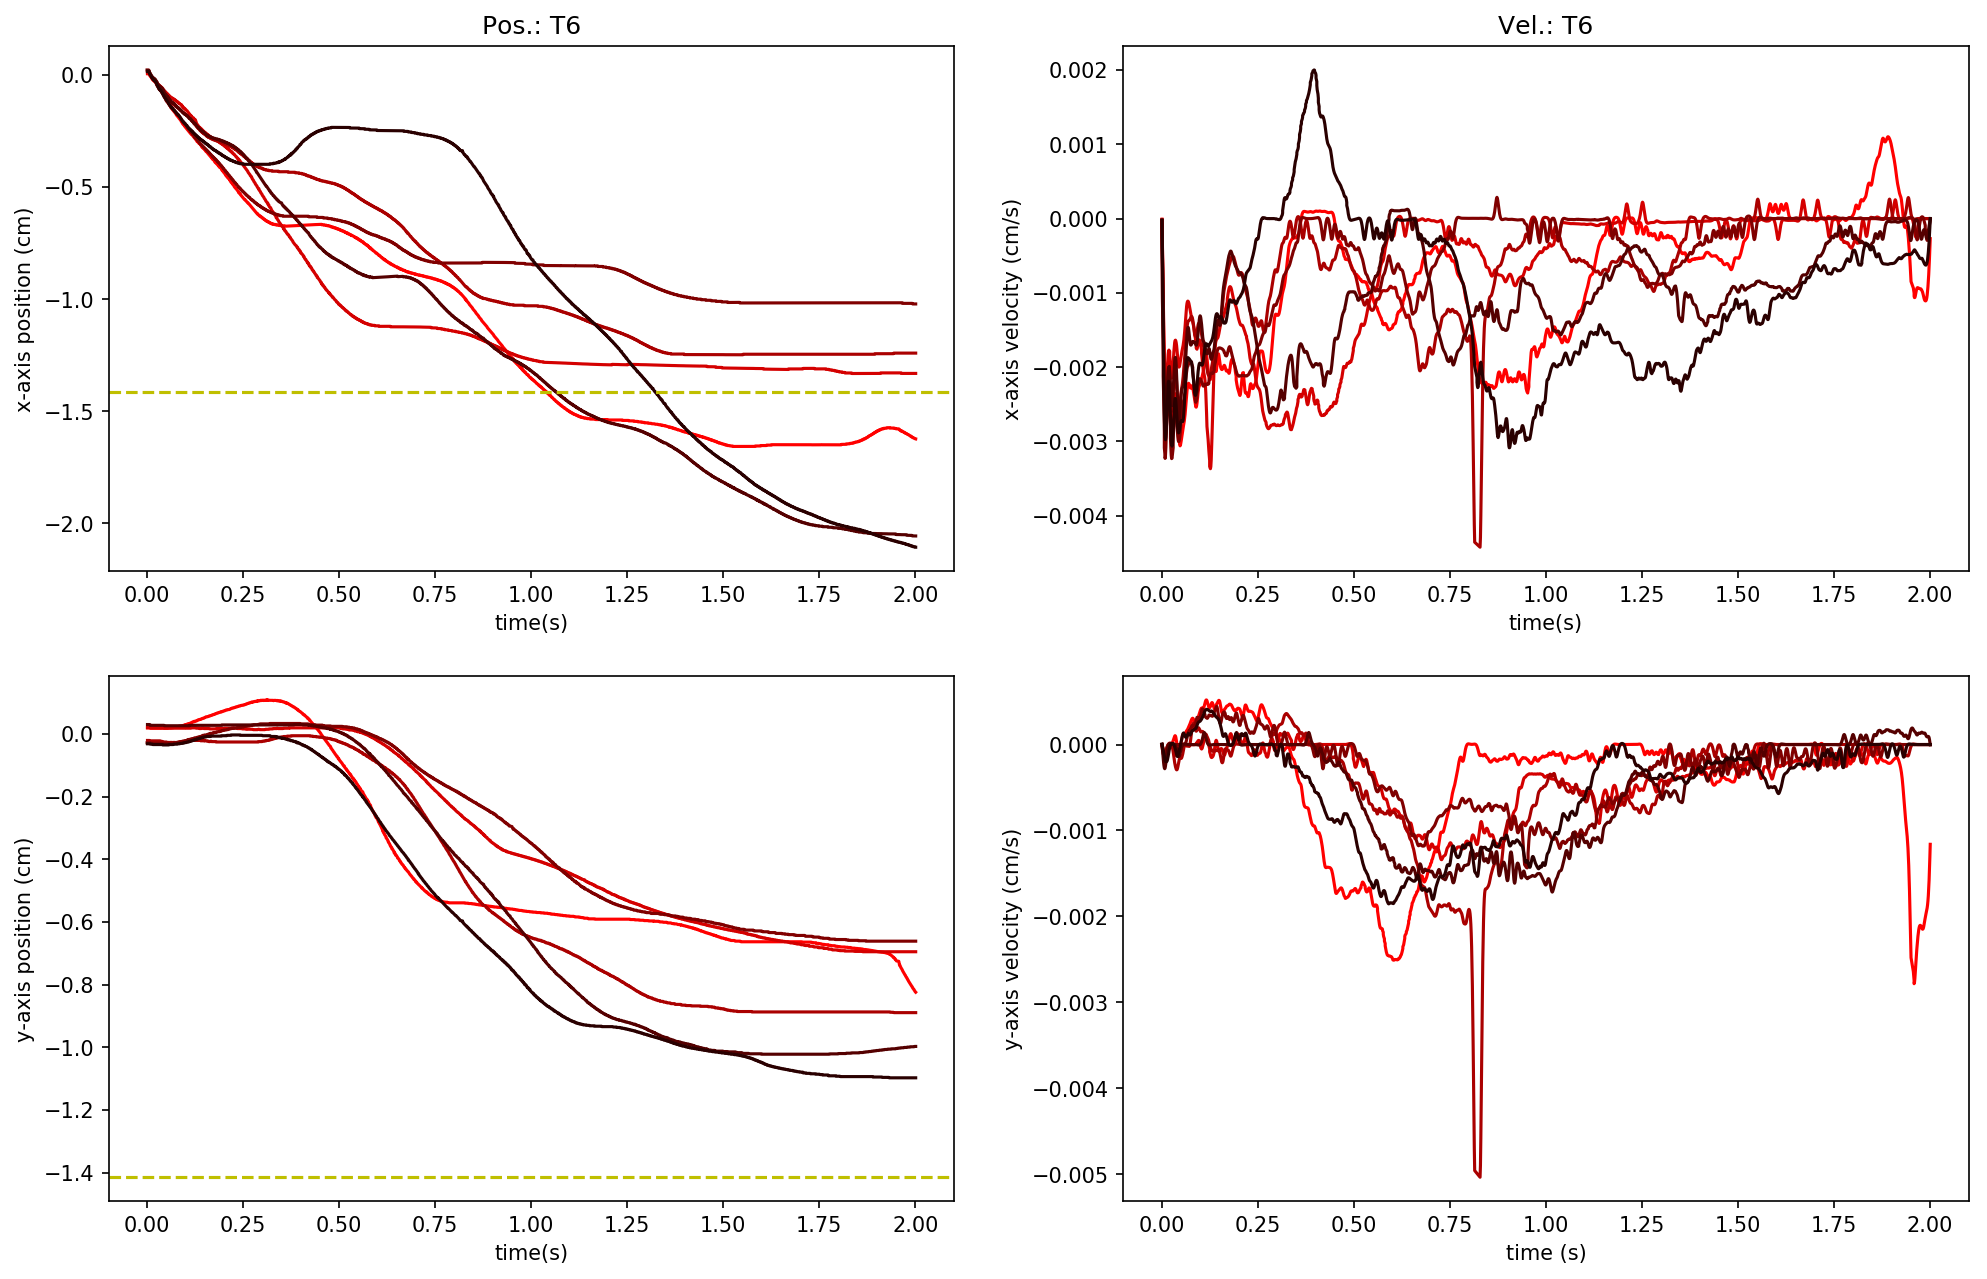 Pos.: T6
x-axis position (cm)
0.0
−0.5
−1.0
−1.5
−2.0
0.00 0.25 0.50 0.75 1.00 1.25 1.50 1.75 2.00
time(s)
Vel.: T6
x-axis velocity (cm/s)
0.002
0.001
0.000
−0.001
−0.002
−0.003
−0.004
0.00 0.25 0.50 0.75 1.00 1.25 1.50 1.75 2.00
time(s)
y-axis position (cm)
0.0
−0.2
−0.4
−0.6
−0.8
−1.0
−1.2
−1.4
0.00 0.25 0.50 0.75 1.00 1.25 1.50 1.75 2.00
time(s)
y-axis velocity (cm/s)
0.000
−0.001
−0.002
−0.003
−0.004
−0.005
0.00 0.25 0.50 0.75 1.00 1.25 1.50 1.75 2.00
time (s)